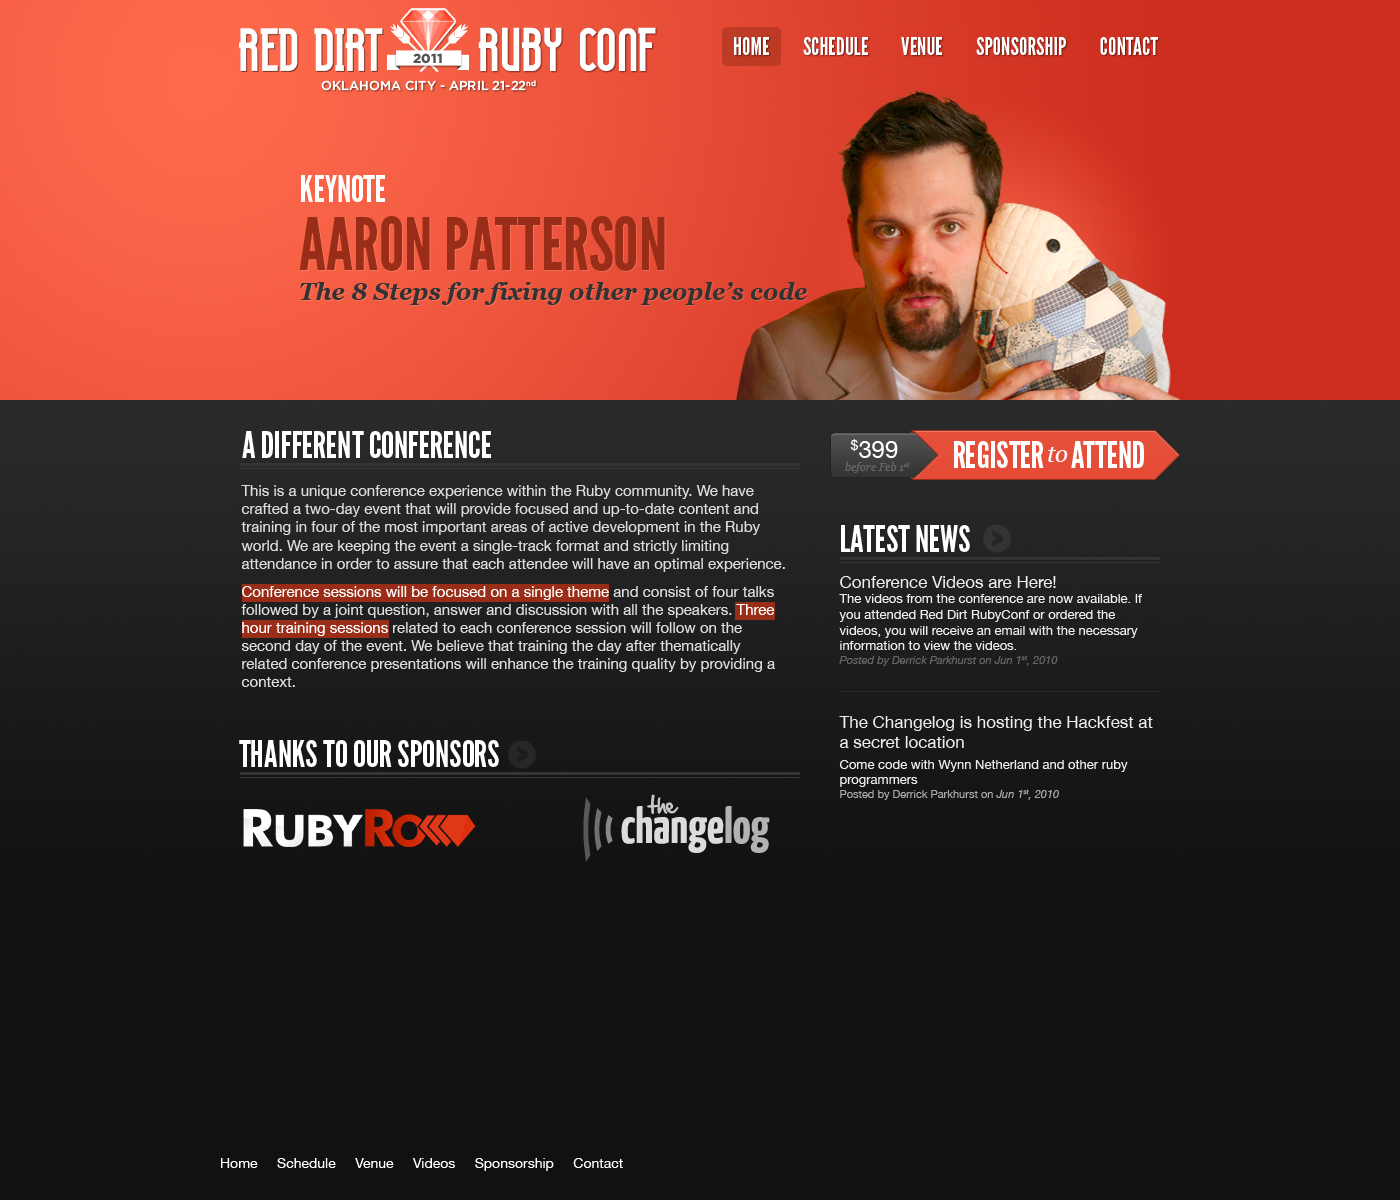 RED DIRT RUBY CONF
2011
OKLAHOMA CITY - APRIL 21-22nd
HOME SCHEDULE VENUE SPONSORSHIP CONTACT
KEYNOTE
AARON PATTERSON
The 8 Steps for fixing other people's code
A DIFFERENT CONFERENCE
This is a unique conference experience within the Ruby community. We have
crafted a two-day event that will provide focused and up-to-date content and
training in four of the most important areas of active development in the Ruby
world. We are keeping the event a single-track format and strictly limiting
attendance in order to assure that each attendee will have an optimal experience.
Conference sessions will be focused on a single theme and consist of four talks
followed by a joint question, answer and discussion with all the speakers. Three
hour training sessions related to each conference session will follow on the
second day of the event. We believe that training the day after thematically
related conference presentations will enhance the training quality by providing a
context.
THANKS TO OUR SPONSORS
RUBYRO
the
changelog
$399
before Feb 1st
REGISTER to ATTEND
LATEST NEWS
Conference Videos are Here!
The videos from the conference are now available. If
you attended Red Dirt RubyConf or ordered the
videos, you will receive an email with the necessary
information to view the videos.
Posted by Derrick Parkhurst on Jun 1st, 2010
The Changelog is hosting the Hackfest at
a secret location
Come code with Wynn Netherland and other ruby
programmers
Posted by Derrick Parkhurst on Jun 1st, 2010
Home Schedule Venue Videos Sponsorship Contact